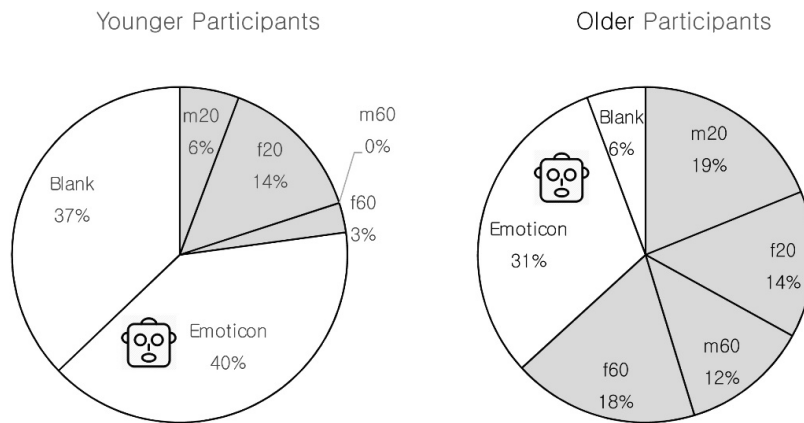 Younger Participants
m20
6%
f20
14%
m60
0%
f60
3%
Emoticon
40%
Blank
37%
Older Participants
m20
19%
f20
14%
m60
12%
f60
18%
Emoticon
31%
Blank
6%